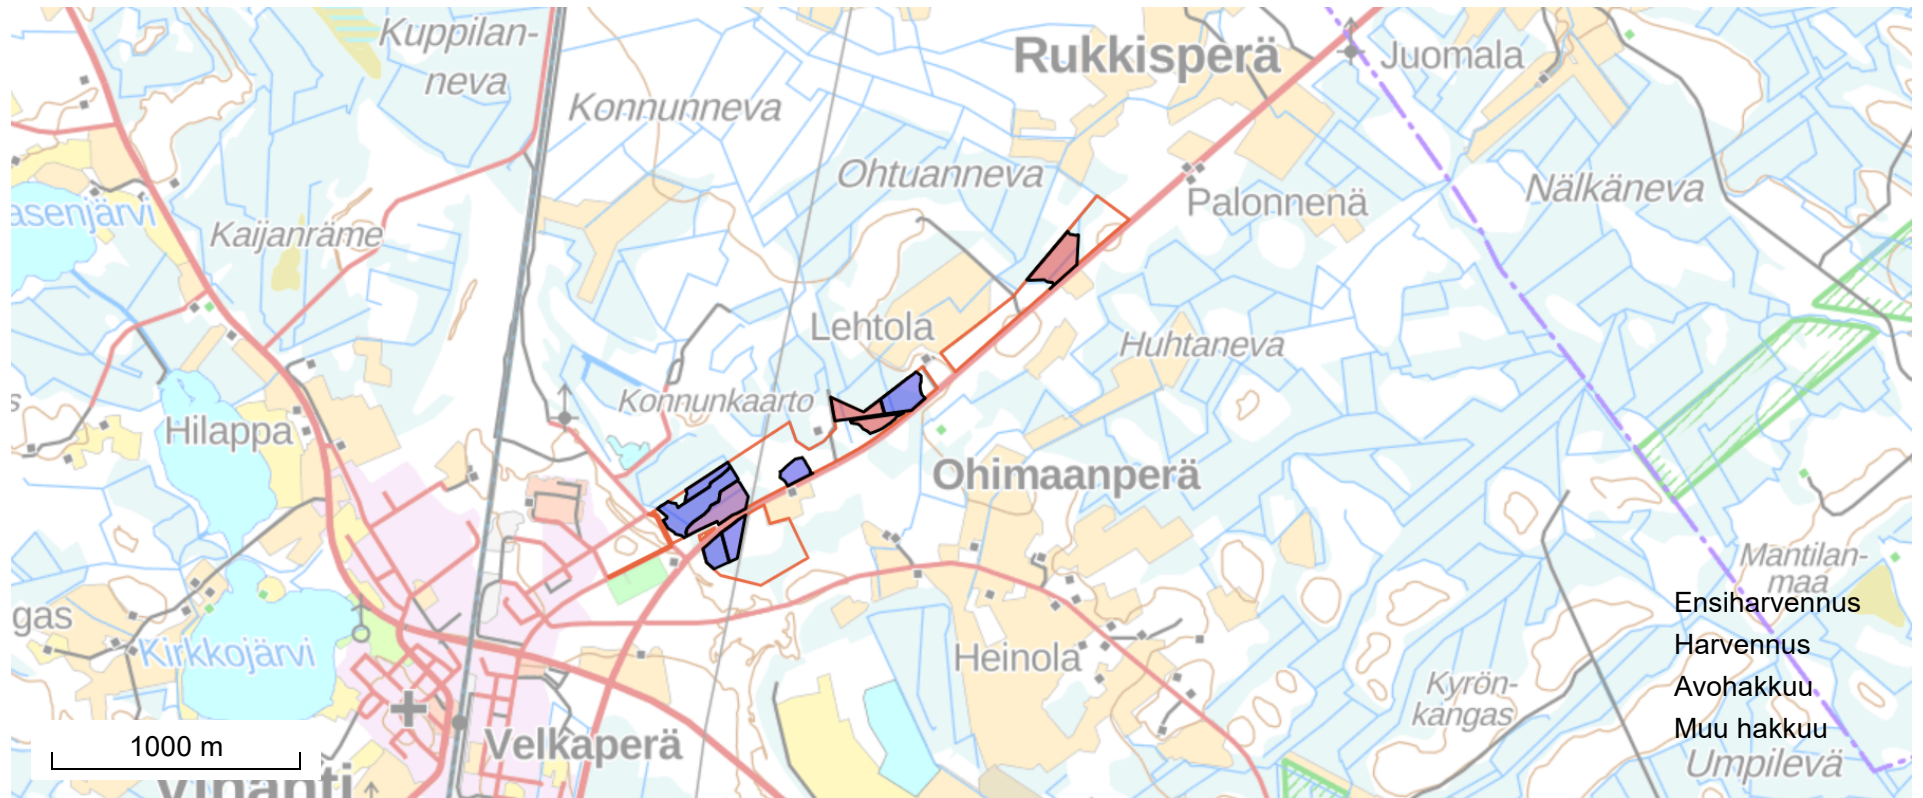 Kuppilan-
neva
Rukkisperä
Juomala
Konnunneva
Ohtuanneva
Nälkäneva
Palonnenä
asenjärvi
Kaijanräme
Lehtola
Huhtaneva
s
Konnunkaarto
Hilappa
Ohimaanperä
Mantilan-
maa
gas
Kirkkojärvi
Heinola
Ensiharvennus
Harvennus
Avohakkuu
Muu hakkuu
Kyrön-
kangas
Velkaperä
1000 m
Vihanti
Umpilevä